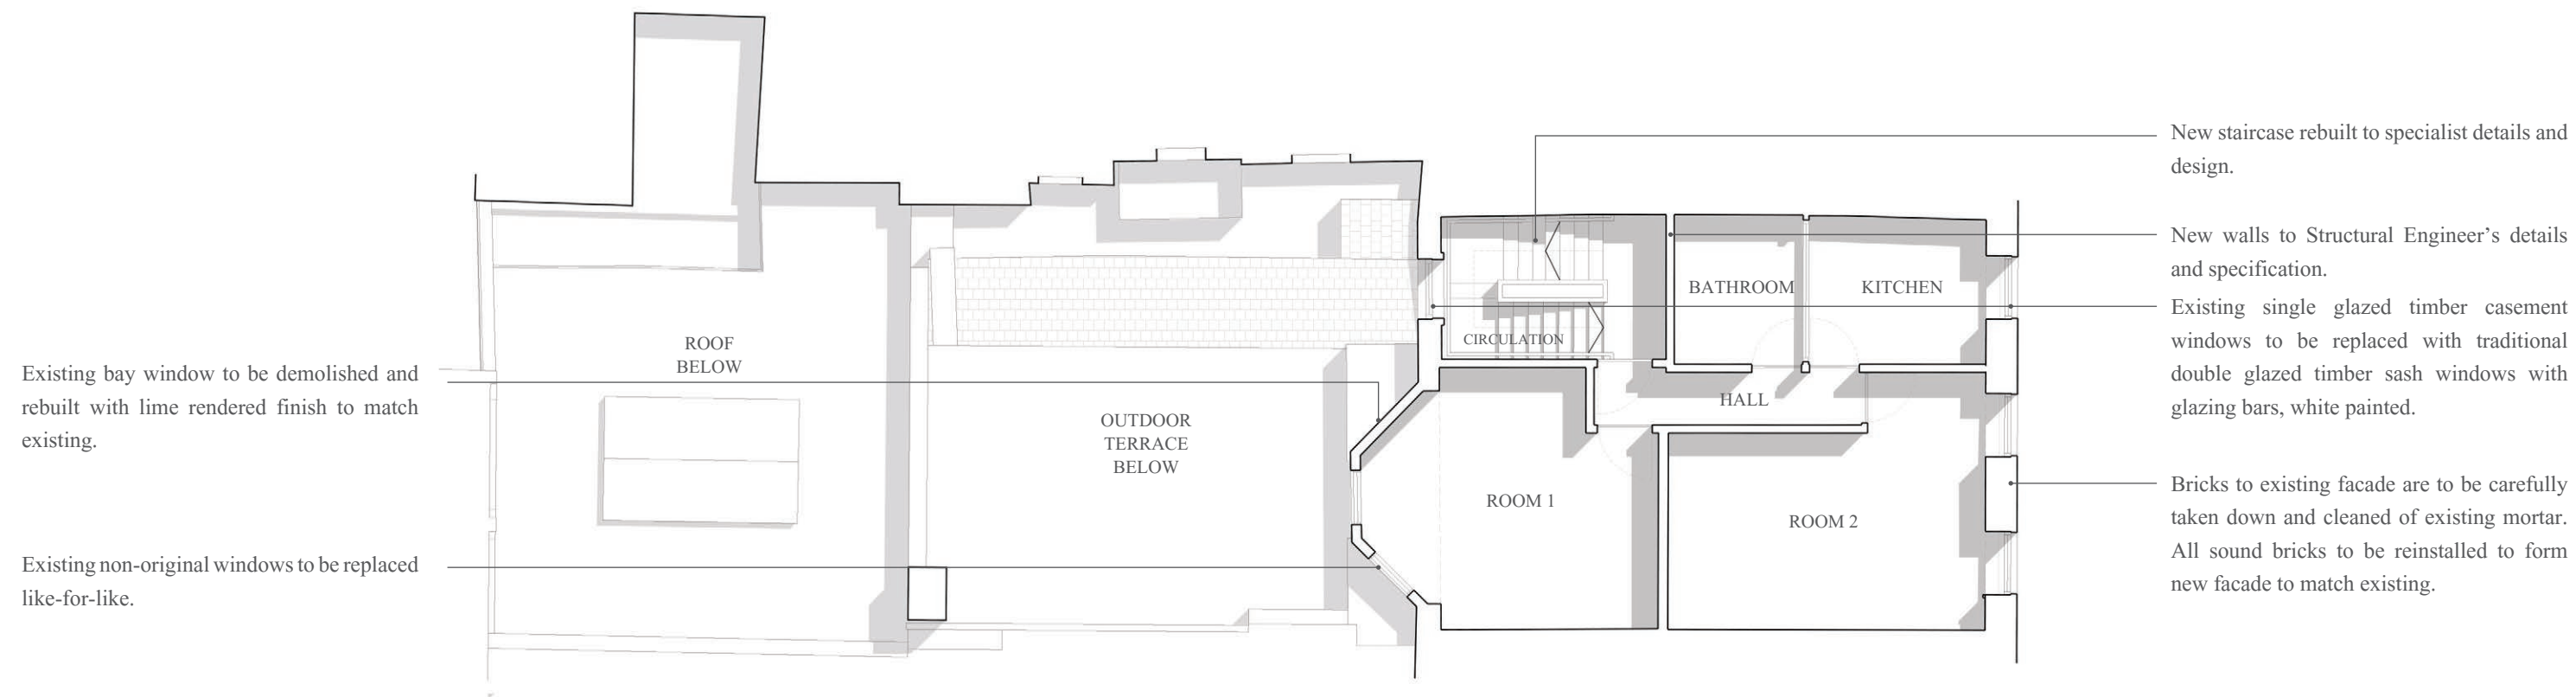 Existing bay window to be demolished and
rebuilt with lime rendered finish to match
existing.
Existing non-original windows to be replaced
like-for-like.
ROOF
BELOW
OUTDOOR
TERRACE
BELOW
CIRCULATION
BATHROOM
KITCHEN
HALL
ROOM 1
ROOM 2
New staircase rebuilt to specialist details and
design.
New walls to Structural Engineer’s details
and specification.
Existing single glazed timber casement
windows to be replaced with traditional
double glazed timber sash windows with
glazing bars, white painted.
Bricks to existing facade are to be carefully
taken down and cleaned of existing mortar.
All sound bricks to be reinstalled to form
new facade to match existing.